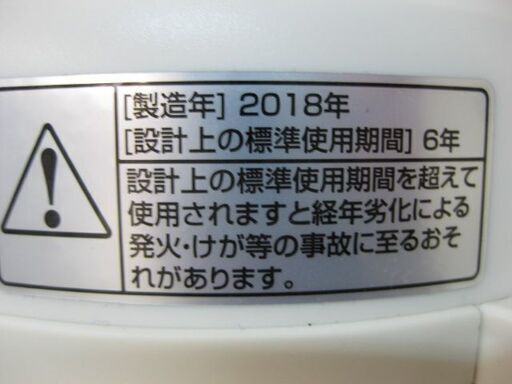 [製造年] 2018年
[設計上の標準使用期間] 6年
設計上の標準使用期間を超えて
使用されますと経年劣化による
発火・けが等の事故に至るおそ
れがあります。